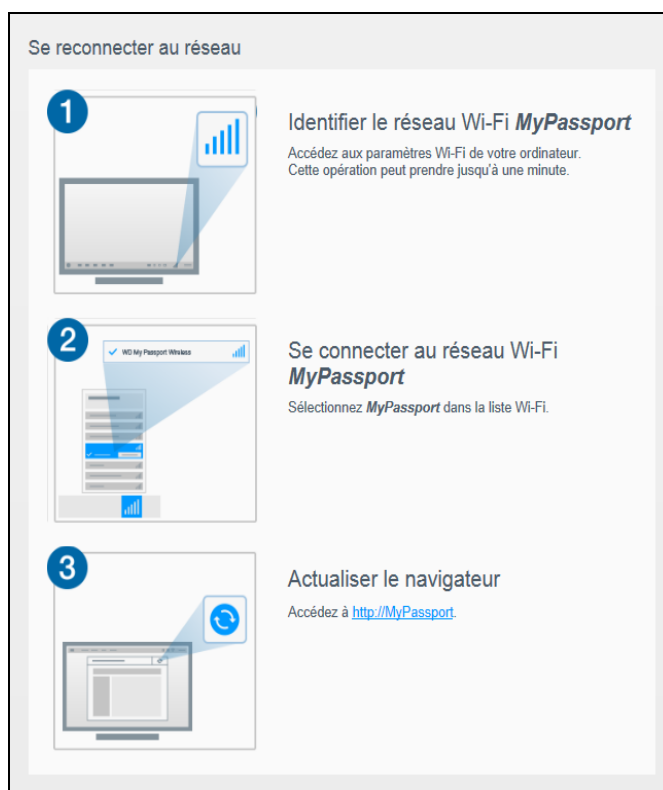 Se reconnecter au réseau
1
Identifier le réseau Wi-Fi MyPassport
Accédez aux paramètres Wi-Fi de votre ordinateur.
Cette opération peut prendre jusqu'à une minute.
2
WD My Passport Wireless
Se connecter au réseau Wi-Fi
MyPassport
Sélectionnez MyPassport dans la liste Wi-Fi.
3
Actualiser le navigateur
Accédez à http://MyPassport.